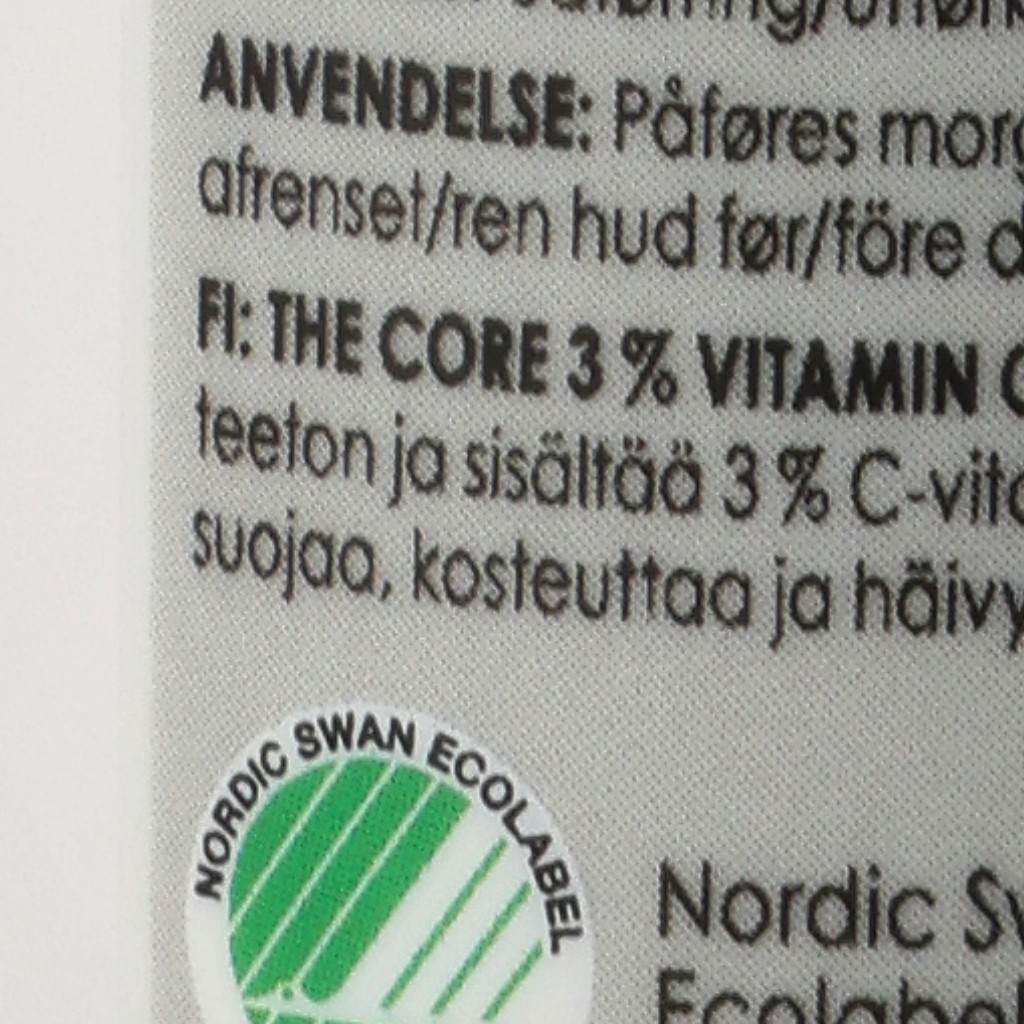 ANVENDELSE: Påføres
afrenset/ren hud før/före
FI: THE CORE 3 % VITAMIN
teeton ja sisältää 3 %
suojaa, kosteuttaa ja
NORDIC SWAN ECOLABEL
Nordic
Ecolabel